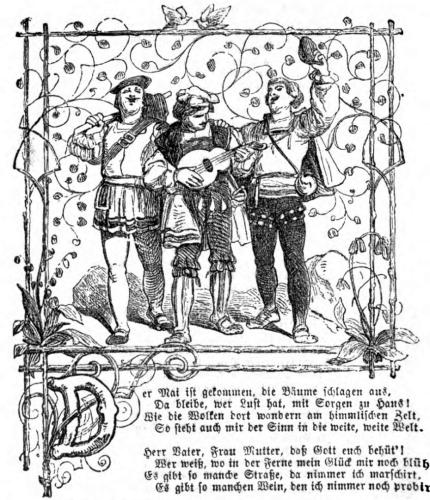 Der Mai ist gekommen, die Bäume schlagen aus,
Da bleibe, wer Lust hat, mit Sorgen zu Haus!
Wie die Wolken dort wandern am himmlischen Zelt,
So steht auch mir der Sinn in die weite, weite Welt.
Herr Vater, Frau Mutter, daß Gott euch behüt'!
Wer weiß, wo in der Ferne mein Glück mir noch blüh
Es gibt so manche Straße, da nimmer ich marschirt,
Es gibt so manchen Wein, den ich nimmer noch probir